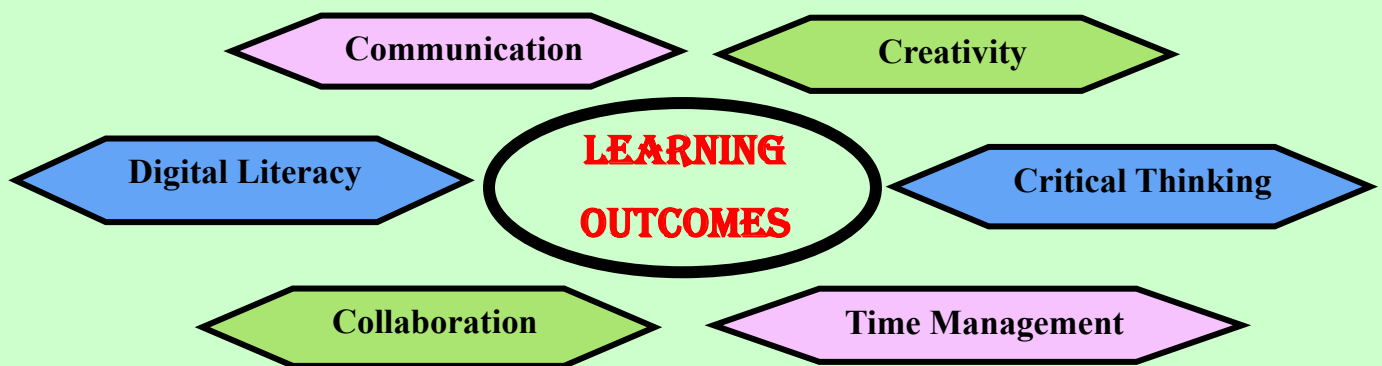 Communication
Creativity
LEARNING
OUTCOMES
Digital Literacy
Critical Thinking
Collaboration
Time Management